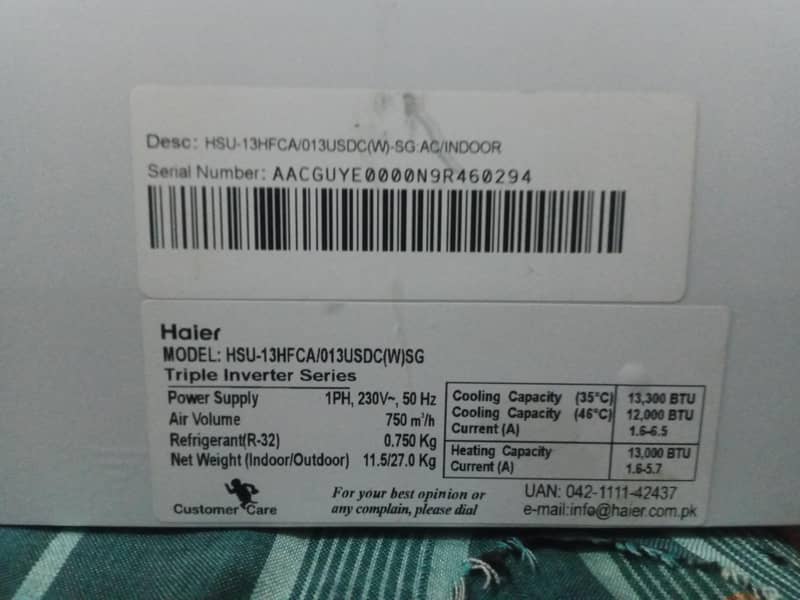 Desc: HSU-13HFCA/013USDC(W)-SG AC/INDOOR
Serial Number: AACGUYE0000N9R460294
Haier
MODEL: HSU-13HFCA/013USDC(W)SG
Triple Inverter Series
Power Supply 1PH, 230V~, 50 Hz
Air Volume 750 m³/h
Refrigerant(R-32) 0.750 Kg
Net Weight (Indoor/Outdoor) 11.5/27.0 Kg
Cooling Capacity (35°C) 13,300 BTU
Cooling Capacity (46°C) 12,000 BTU
Current (A) 1.6-6.5
Heating Capacity 13,000 BTU
Current (A) 1.6-5.7
Customer Care
For your best opinion or
any complain, please dial
UAN: 042-1111-42437
e-mail:info@haier.com.pk